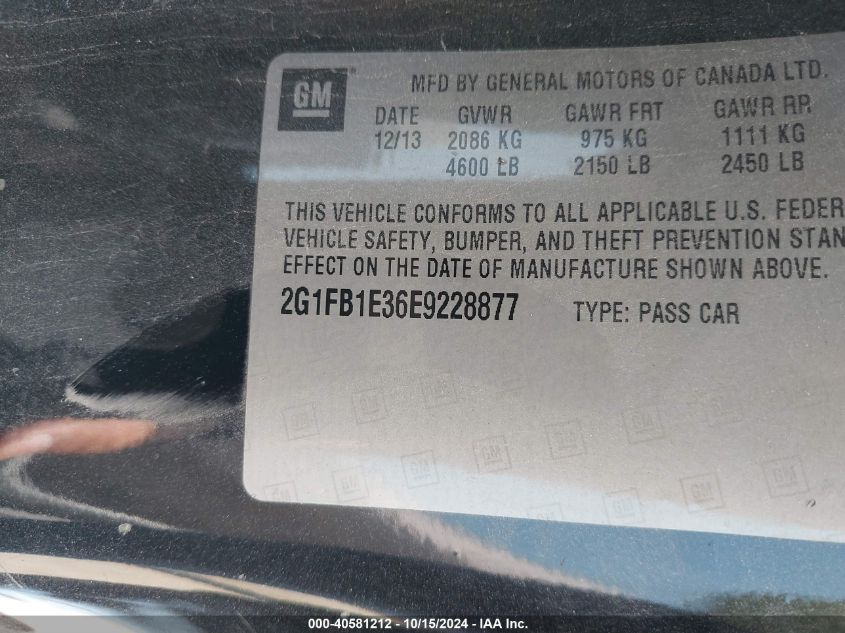 GM
MFD BY GENERAL MOTORS OF CANADA LTD.
DATE GVWR GAWR FRT GAWR RR
12/13 2086 KG 975 KG 1111 KG
4600 LB 2150 LB 2450 LB
THIS VEHICLE CONFORMS TO ALL APPLICABLE U.S. FEDER
VEHICLE SAFETY, BUMPER, AND THEFT PREVENTION STAN
EFFECT ON THE DATE OF MANUFACTURE SHOWN ABOVE.
2G1FB1E36E9228877 TYPE: PASS CAR
000-40581212 - 10/15/2024 - IAA Inc.